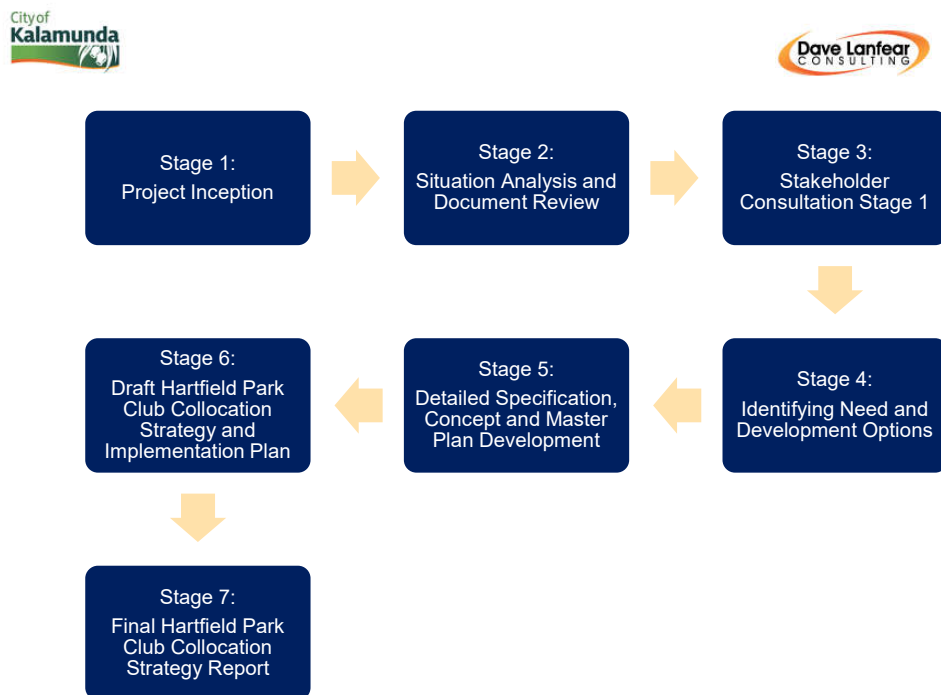 City of
Kalamunda
Dave Lanfear
CONSULTING
Stage 1:
Project Inception
Stage 2:
Situation Analysis and
Document Review
Stage 3:
Stakeholder
Consultation Stage 1
Stage 4:
Identifying Need and
Development Options
Stage 5:
Detailed Specification,
Concept and Master
Plan Development
Stage 6:
Draft Hartfield Park
Club Collocation
Strategy and
Implementation Plan
Stage 7:
Final Hartfield Park
Club Collocation
Strategy Report